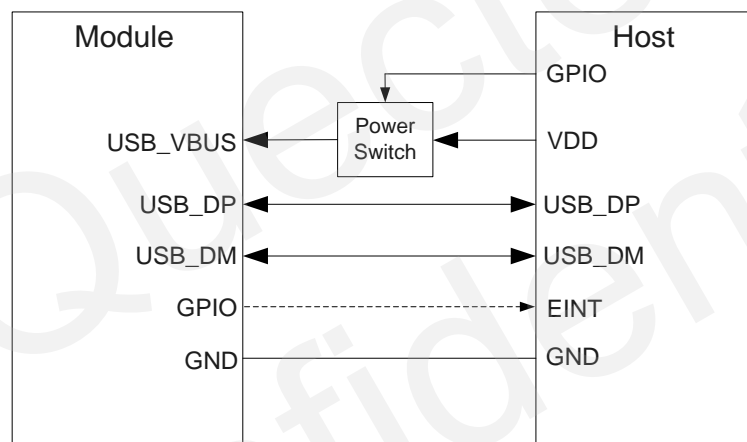 Module
Host
GPIO
Power
Switch
USB_VBUS
VDD
USB_DP
USB_DP
USB_DM
USB_DM
GPIO
EINT
GND
GND